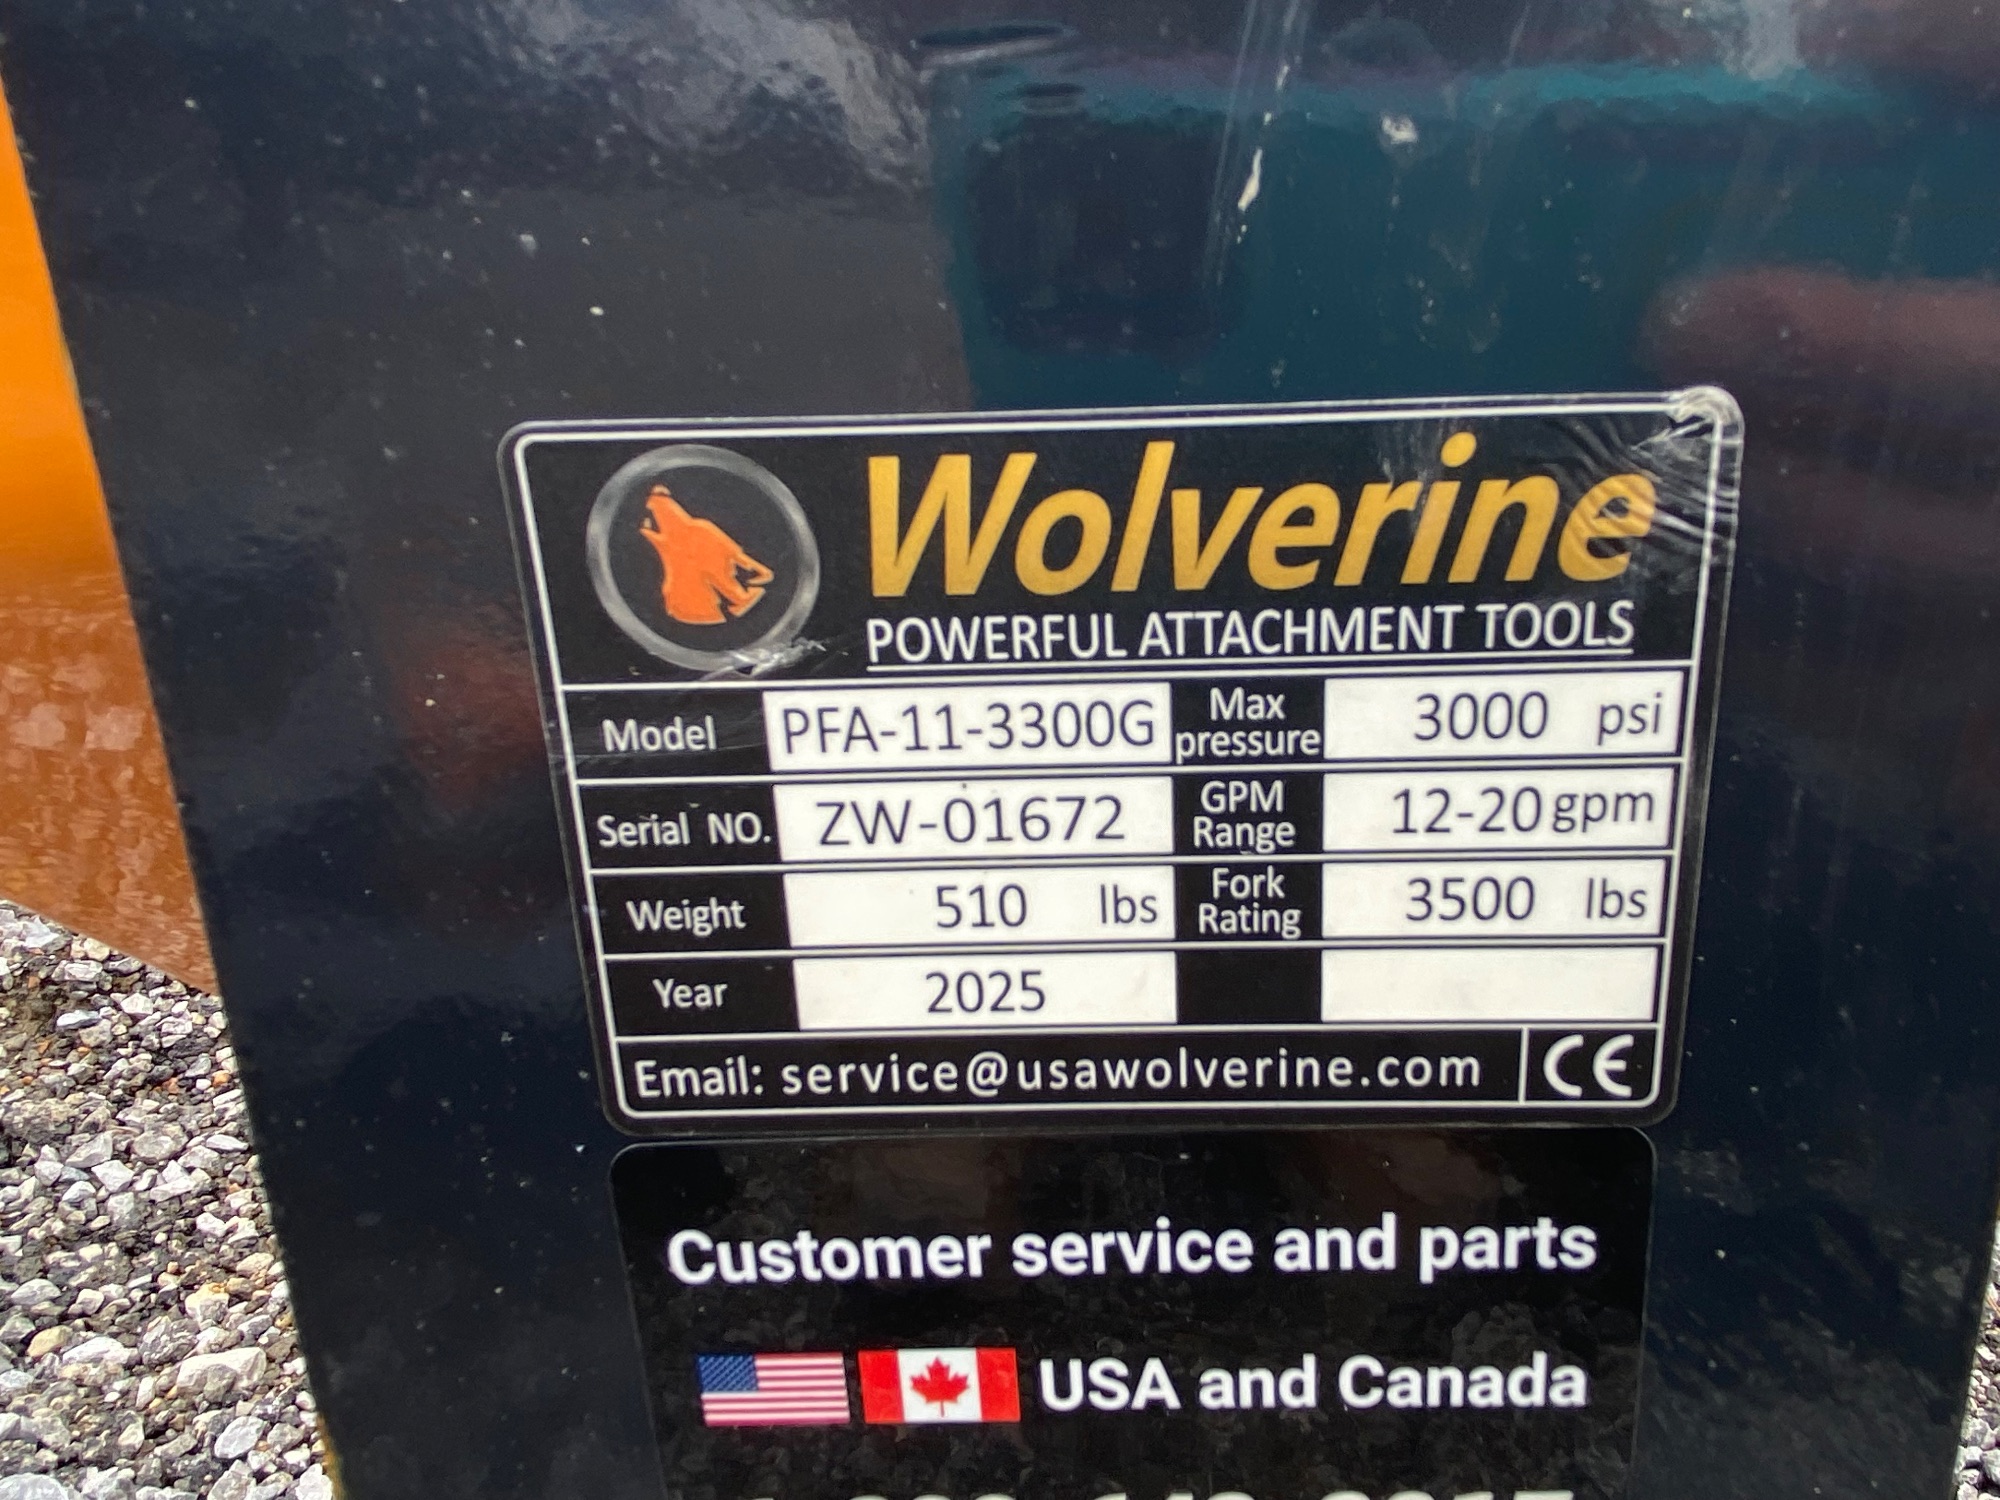 Wolverine
POWERFUL ATTACHMENT TOOLS
Model PFA-11-3300G Max pressure 3000 psi
Serial NO. ZW-01672 GPM Range 12-20 gpm
Weight 510 lbs Fork Rating 3500 lbs
Year 2025
Email: service@usawolverine.com CE
Customer service and parts
USA and Canada